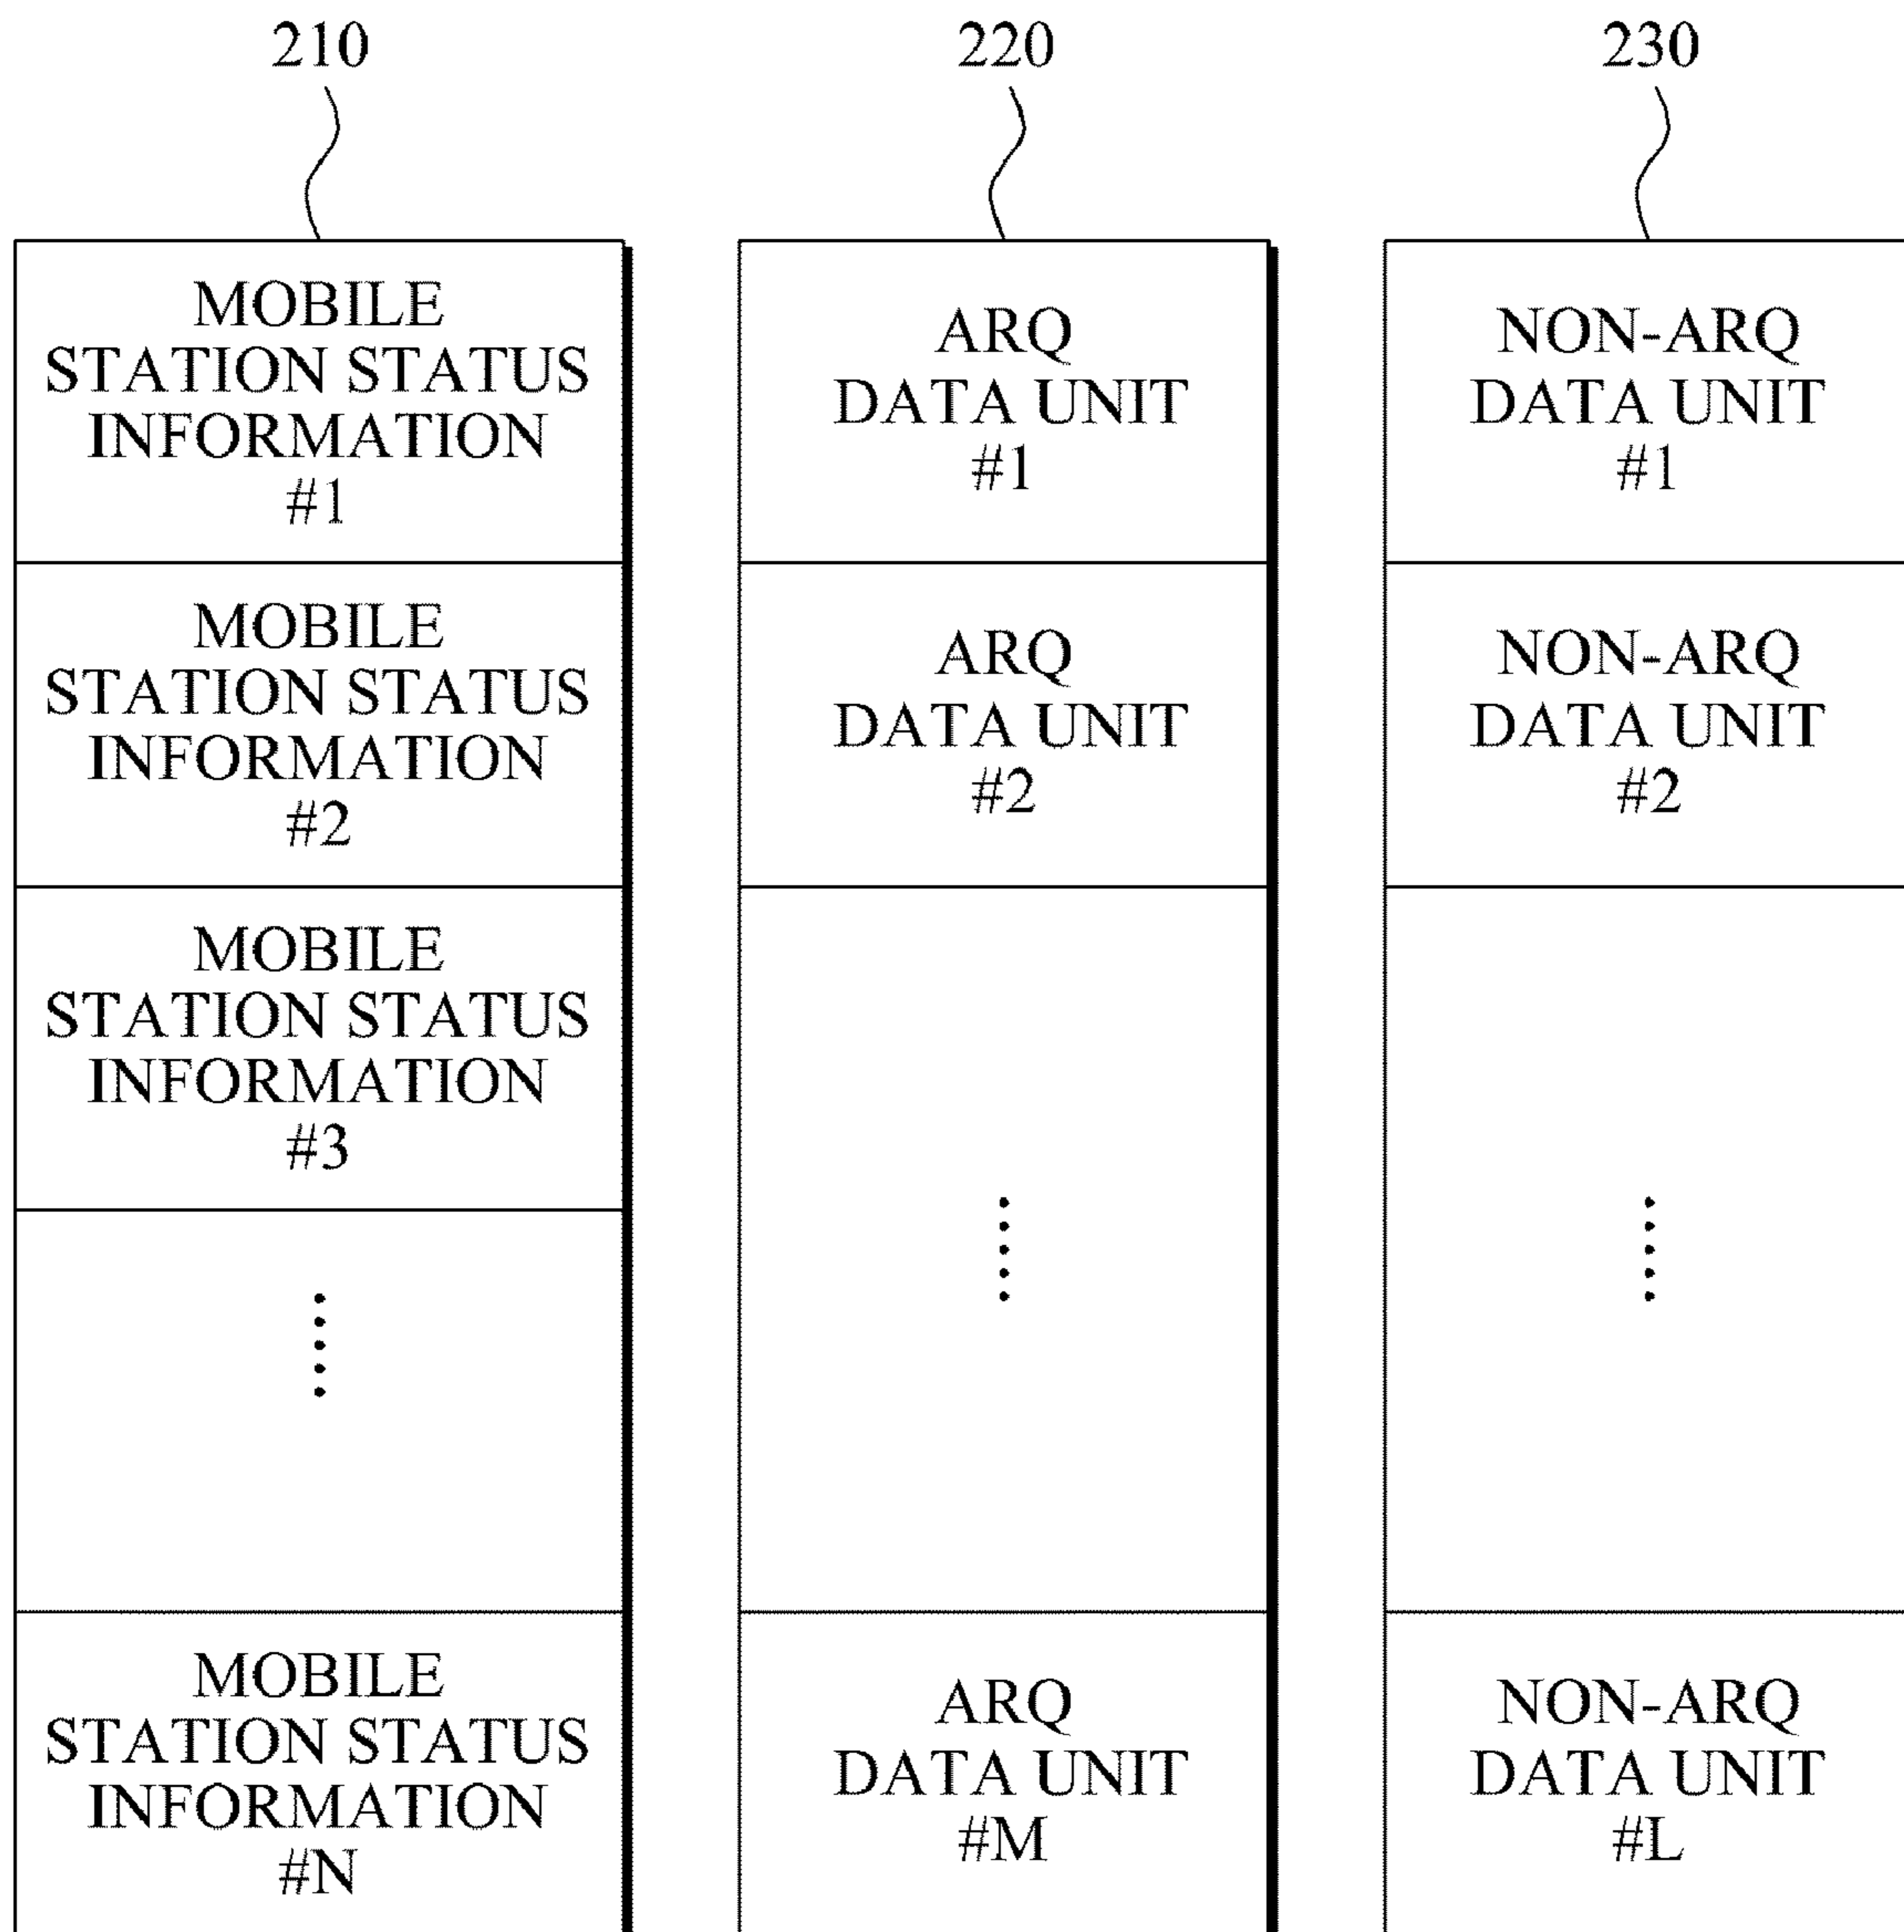 210
220
230
MOBILE
STATION STATUS
INFORMATION
#1
MOBILE
STATION STATUS
INFORMATION
#2
MOBILE
STATION STATUS
INFORMATION
#3
MOBILE
STATION STATUS
INFORMATION
#N
ARQ
DATA UNIT
#1
ARQ
DATA UNIT
#2
ARQ
DATA UNIT
#M
NON-ARQ
DATA UNIT
#1
NON-ARQ
DATA UNIT
#2
NON-ARQ
DATA UNIT
#L